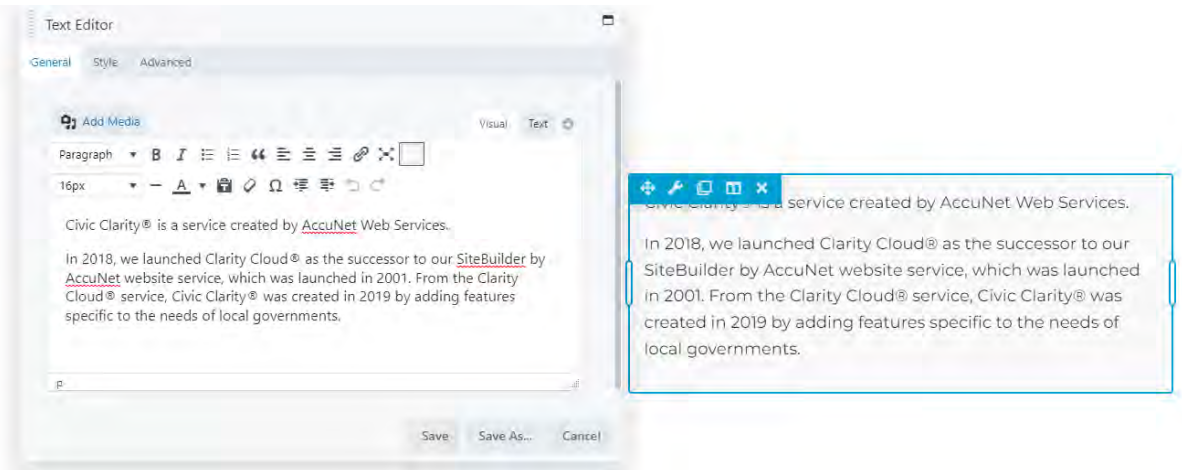 Text Editor
General Style Advanced
Add Media
Visual Text
Paragraph B I
16px A Ω
Civic Clarity® is a service created by AccuNet Web Services.
In 2018, we launched Clarity Cloud® as the successor to our SiteBuilder by
AccuNet website service, which was launched in 2001. From the Clarity
Cloud® service, Civic Clarity® was created in 2019 by adding features
specific to the needs of local governments.
p
Save Save As... Cancel
Civic Clarity® is a service created by AccuNet Web Services.
In 2018, we launched Clarity Cloud® as the successor to our
SiteBuilder by AccuNet website service, which was launched
in 2001. From the Clarity Cloud® service, Civic Clarity® was
created in 2019 by adding features specific to the needs of
local governments.